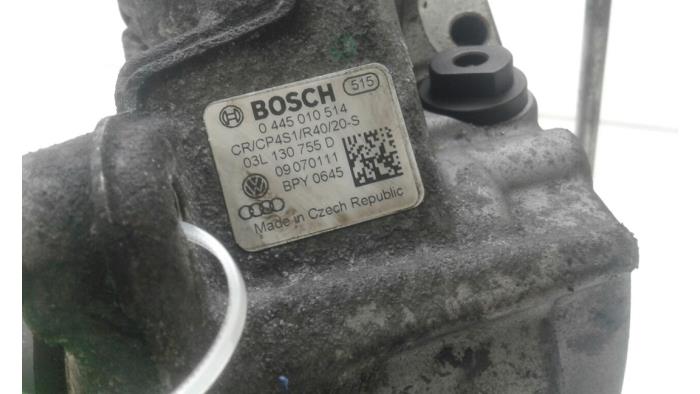 BOSCH 515
0 445 010 514
CR/CP4S1/R40/20-S
03L 130 755 D
09070111
BPY 0645
Made in Czech Republic